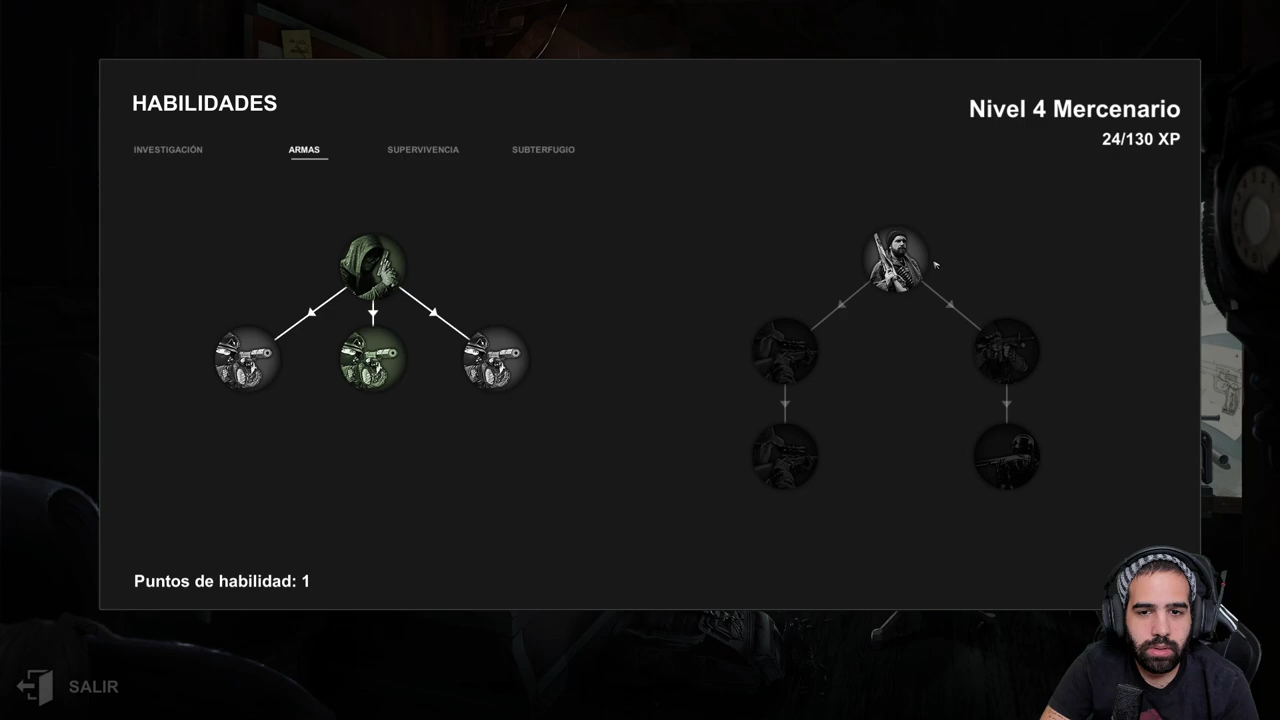 HABILIDADES
Nivel 4 Mercenario
24/130 XP
INVESTIGACIÓN
ARMAS
SUPERVIVENCIA
SUBTERFUGIO
Puntos de habilidad: 1
SALIR